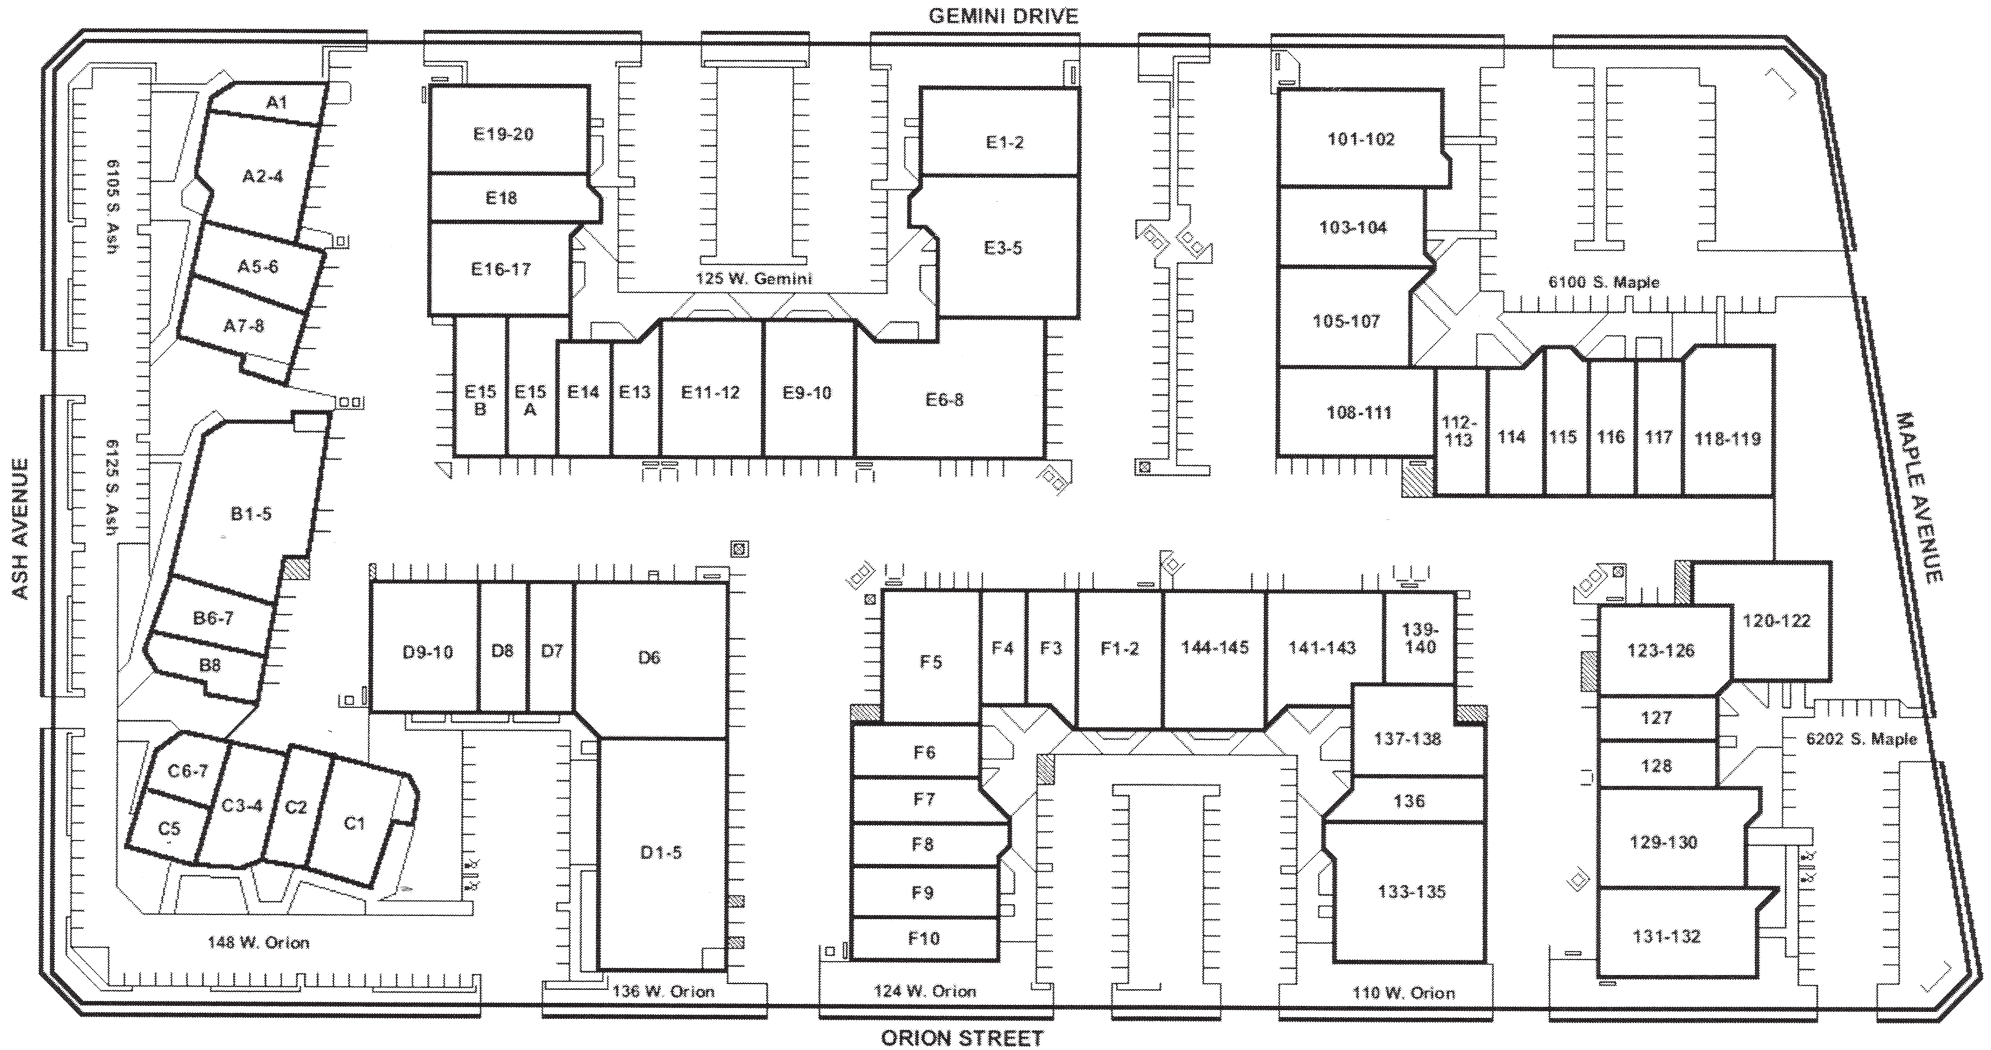 GEMINI DRIVE
A1
A2-4
A5-6
A7-8
6105 S. Ash
E19-20
E18
E16-17
125 W. Gemini
E1-2
E3-5
E15
B
E15
A
E14
E13
E11-12
E9-10
E6-8
101-102
103-104
105-107
108-111
6100 S. Maple
112-
113
114
115
116
117
118-119
MAPLE AVENUE
ASH AVENUE
6125 S. Ash
B1-5
B6-7
B8
C6-7
C5
C3-4
C2
C1
148 W. Orion
D9-10
D8
D7
D6
D1-5
136 W. Orion
F5
F4
F3
F1-2
144-145
141-143
139-
140
F6
F7
F8
F9
F10
124 W. Orion
137-138
136
133-135
110 W. Orion
120-122
123-126
127
128
129-130
131-132
6202 S. Maple
ORION STREET